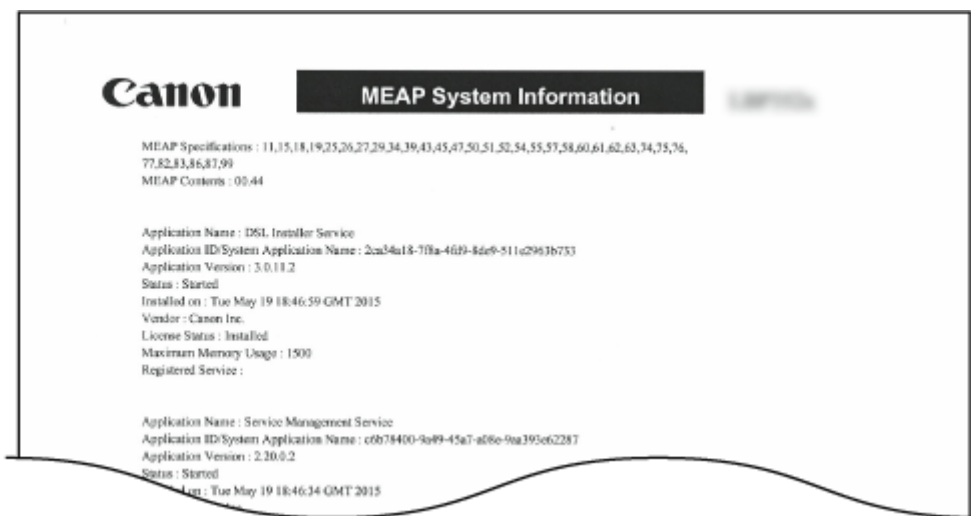 Canon
MEAP System Information
MEAP Specifications : 11,15,18,19,25,26,27,29,34,39,43,45,47,50,51,52,54,55,57,58,60,61,62,63,74,75,76,
77,82,83,86,87,99
MEAP Contents : 00.44
Application Name : DSL Installer Service
Application ID/System Application Name : 2ca34a18-7f8a-4fd9-8de9-511e2963b753
Application Version : 3.0.11.2
Status : Started
Installed on : Tue May 19 18:46:59 GMT 2015
Vendor : Canon Inc.
License Status : Installed
Maximum Memory Usage : 1500
Registered Service :
Application Name : Service Management Service
Application ID/System Application Name : c6b78400-9a49-45a7-a08e-9aa393e62287
Application Version : 2.20.0.2
Status : Started
on : Tue May 19 18:46:34 GMT 2015